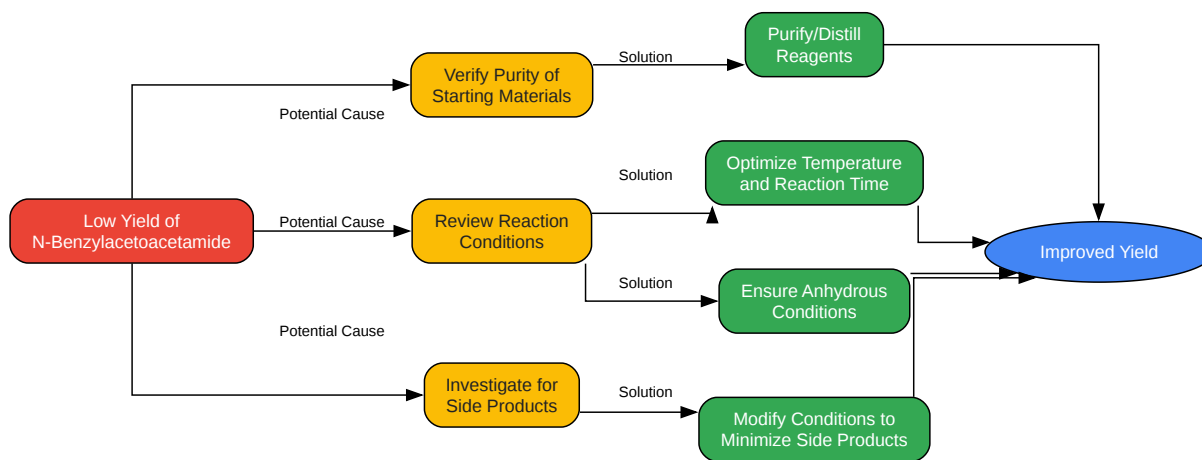 Low Yield of
N-Benzylacetoacetamide
Potential Cause
Verify Purity of
Starting Materials
Solution
Purify/Distill
Reagents
Potential Cause
Review Reaction
Conditions
Solution
Optimize Temperature
and Reaction Time
Solution
Ensure Anhydrous
Conditions
Potential Cause
Investigate for
Side Products
Solution
Modify Conditions to
Minimize Side Products
Improved Yield